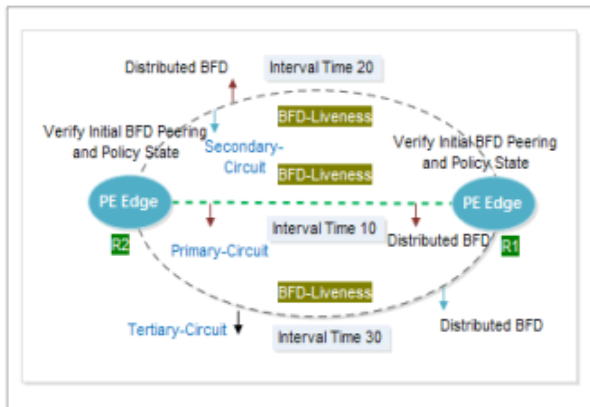 Distributed BFD
Interval Time 20
BFD-Liveness
Verify Initial BFD Peering
and Policy State
Secondary-
Circuit
Verify Initial BFD Peering
and Policy State
BFD-Liveness
PE Edge
PE Edge
R2
Primary-Circuit
Interval Time 10
Distributed BFD
R1
BFD-Liveness
Tertiary-Circuit
Interval Time 30
Distributed BFD